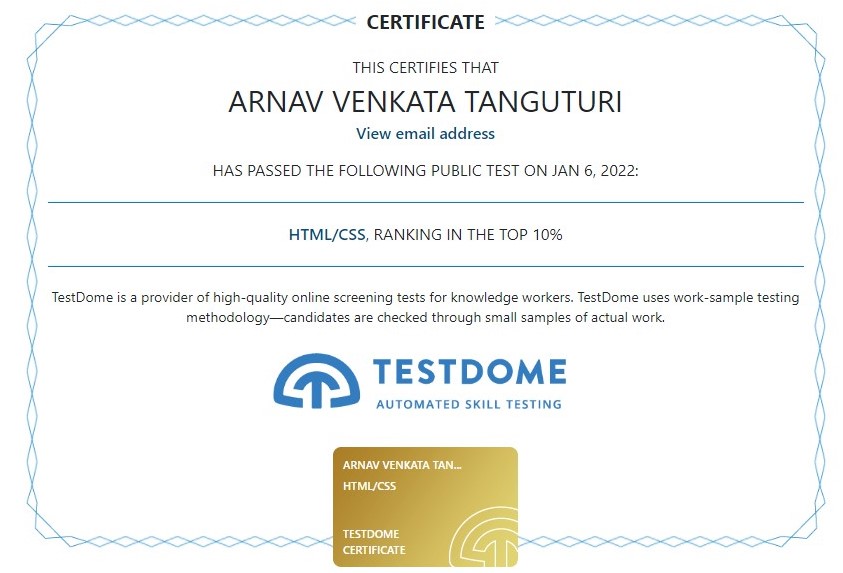 CERTIFICATE
THIS CERTIFIES THAT
ARNAV VENKATA TANGUTURI
View email address
HAS PASSED THE FOLLOWING PUBLIC TEST ON JAN 6, 2022:
HTML/CSS, RANKING IN THE TOP 10%
TestDome is a provider of high-quality online screening tests for knowledge workers. TestDome uses work-sample testing
methodology—candidates are checked through small samples of actual work.
TESTDOME
AUTOMATED SKILL TESTING
ARNAV VENKATA TAN...
HTML/CSS
TESTDOME
CERTIFICATE